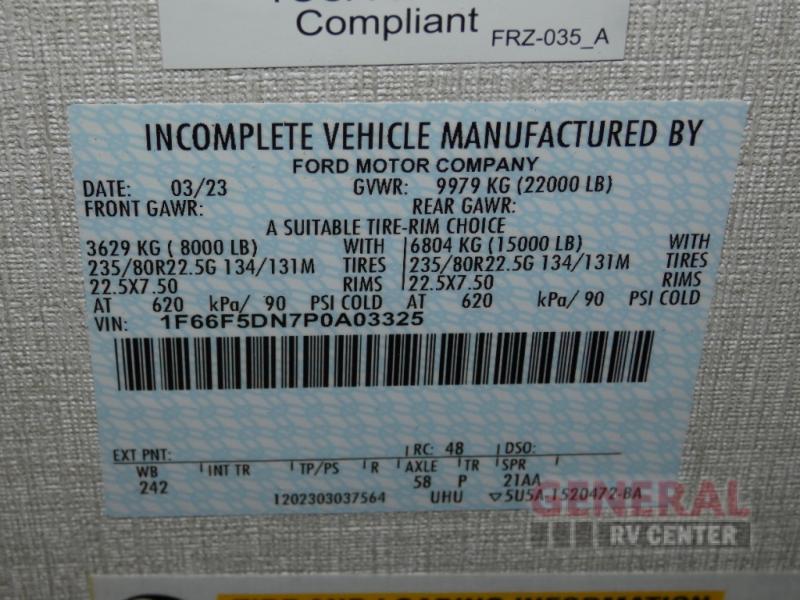 Compliant FRZ-035_A
INCOMPLETE VEHICLE MANUFACTURED BY
FORD MOTOR COMPANY
DATE: 03/23 GVWR: 9979 KG (22000 LB)
FRONT GAWR: REAR GAWR:
A SUITABLE TIRE-RIM CHOICE
3629 KG ( 8000 LB) WITH 6804 KG (15000 LB) WITH
235/80R22.5G 134/131M TIRES 235/80R22.5G 134/131M TIRES
22.5X7.50 RIMS 22.5X7.50 RIMS
AT 620 kPa/ 90 PSI COLD AT 620 kPa/ 90 PSI COLD
VIN: 1F66F5DN7P0A03325
EXT PNT: RC: 48 DSO:
WB INT TR TP/PS R AXLE TR SPR
242 58 P 21AA
1202303037564 UHU 5U5A-1520472-BA
GENERAL
RV CENTER